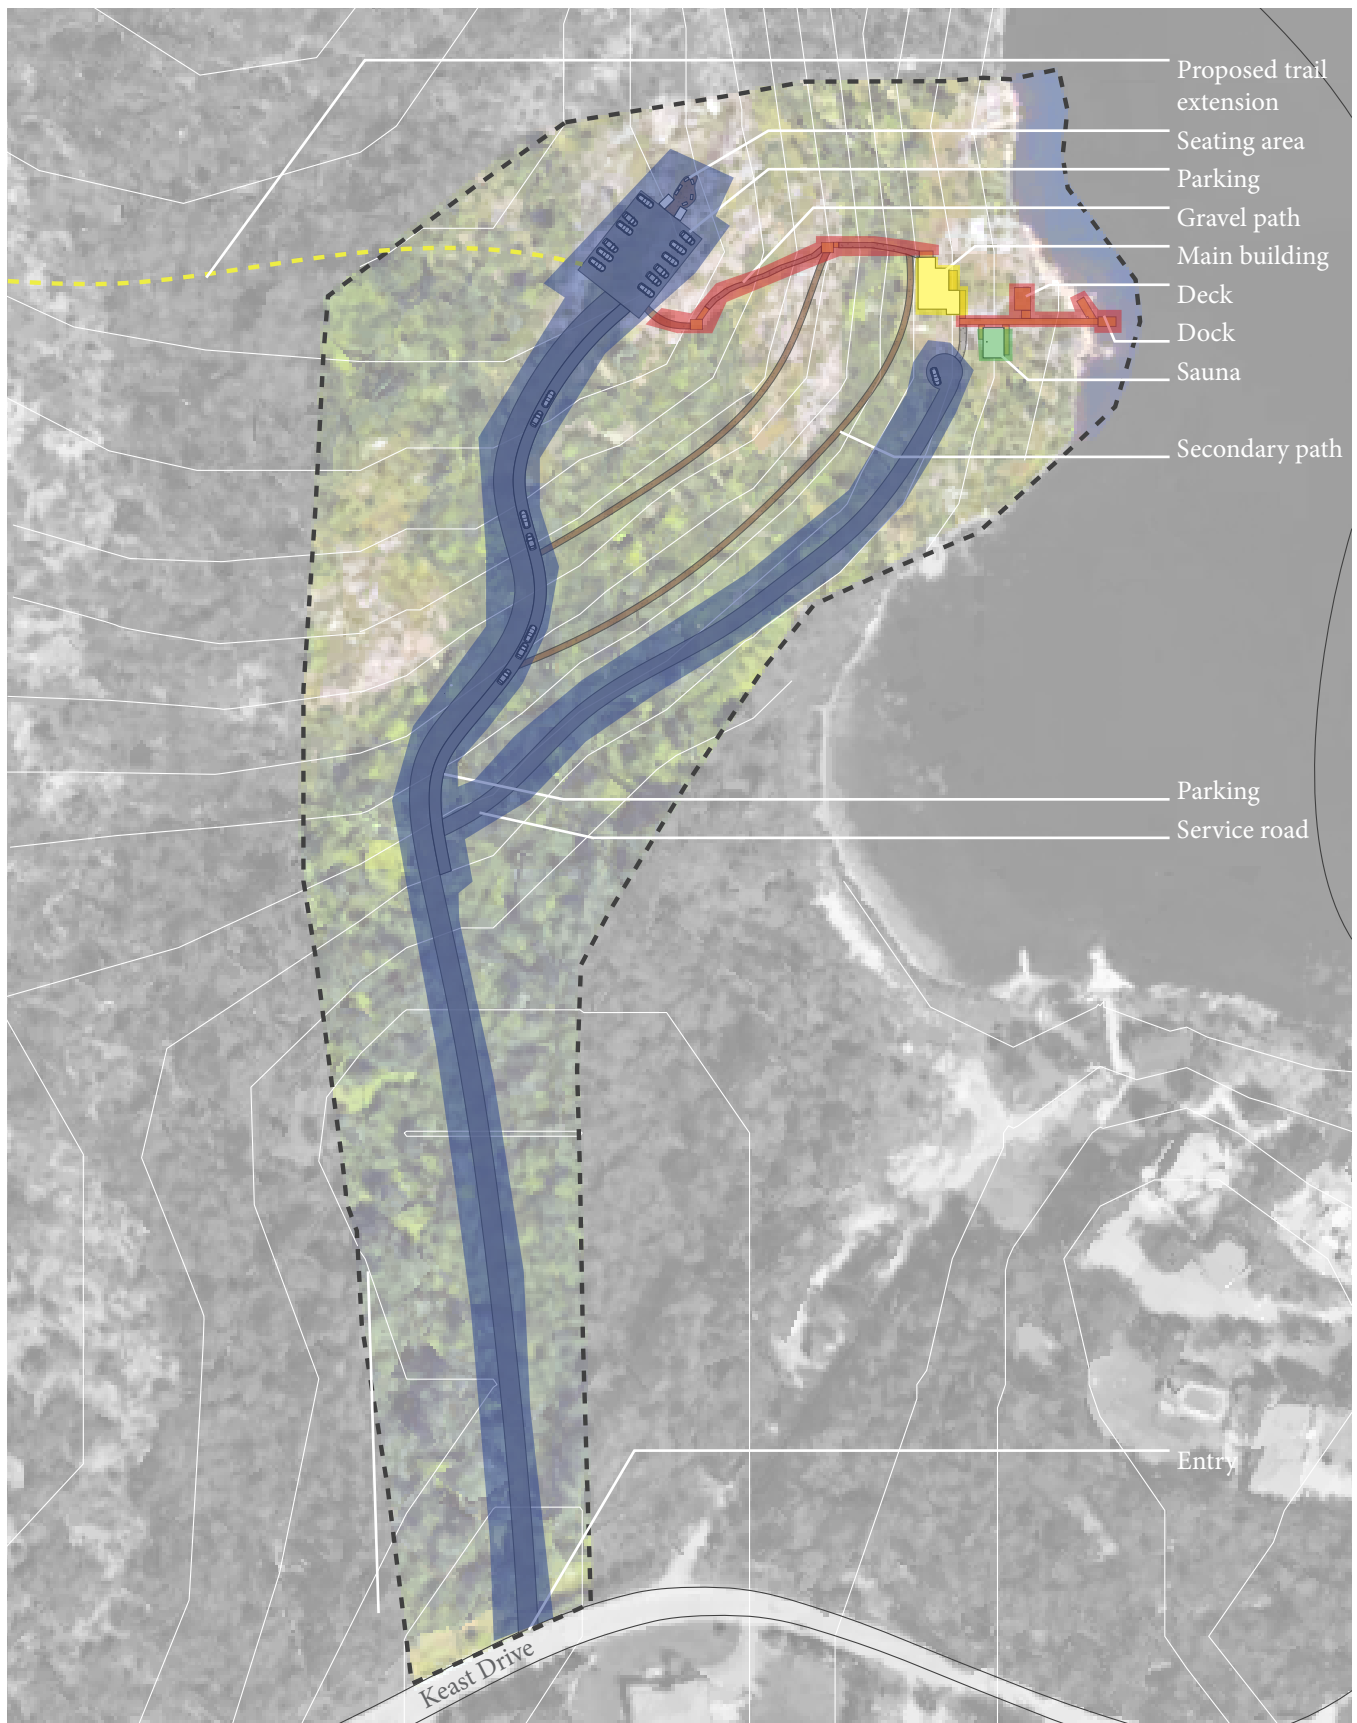 Proposed trail
extension
Seating area
Parking
Gravel path
Main building
Deck
Dock
Sauna
Secondary path
Parking
Service road
Entry
Keast Drive